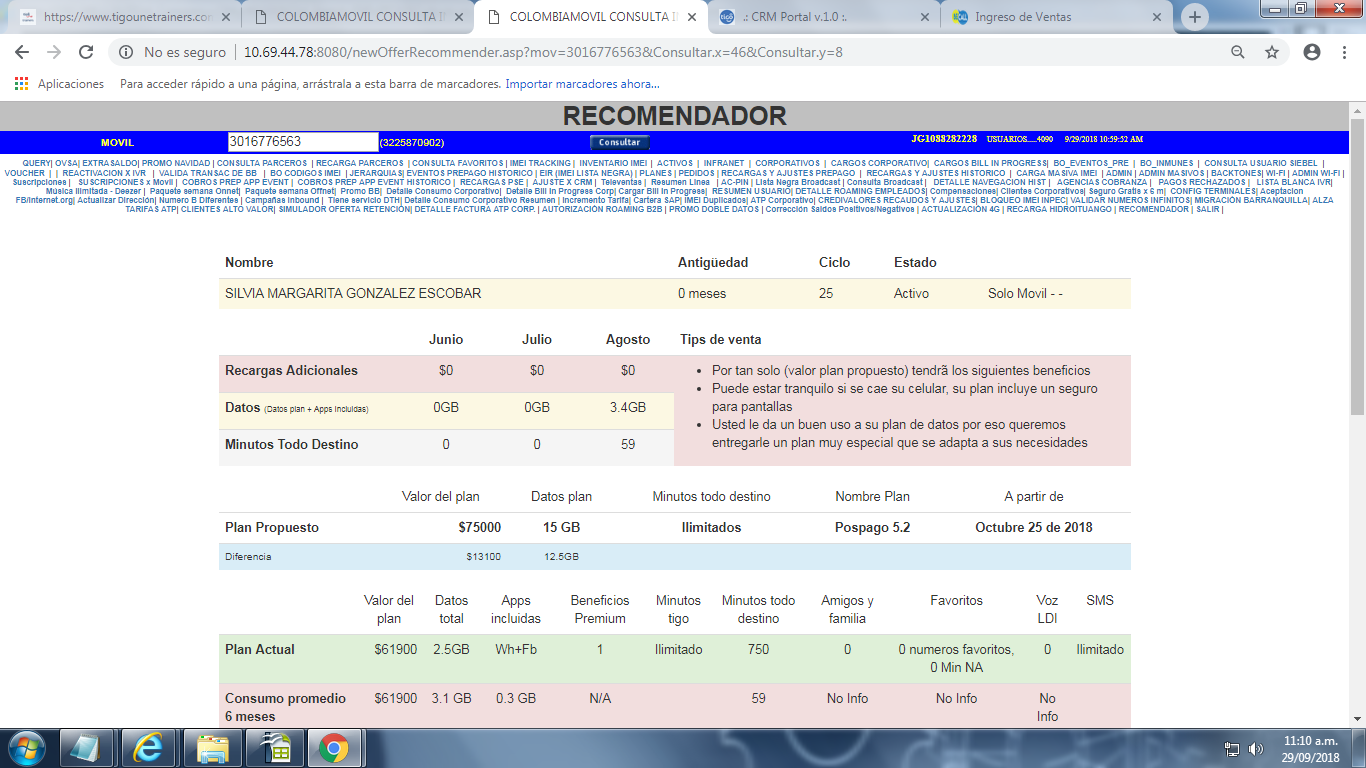 https://www.tigounetrainers.com
COLOMBIAMOVIL CONSULTA I
COLOMBIAMOVIL CONSULTA I
.: CRM Portal v.1.0 :.
Ingreso de Ventas
No es seguro | 10.69.44.78:8080/newOfferRecommender.asp?mov=3016776563&Consultar.x=46&Consultar.y=8
Aplicaciones Para acceder rápido a una página, arrástrala a esta barra de marcadores. Importar marcadores ahora...
RECOMENDADOR
MOVIL 3016776563 (3225870902) Consultar JG1088282228 USUARIOS.....4090 9/29/2018 10:59:52 AM
QUERY| OVSA| EXTRASALDO| PROMO NAVIDAD | CONSULTA PARCEROS | RECARGA PARCEROS | CONSULTA FAVORITOS | IMEI TRACKING | INVENTARIO IMEI | ACTIVOS | INFRANET | CORPORATIVOS | CARGOS CORPORATIVO| CARGOS BILL IN PROGRESS| BO_EVENTOS_PRE | BO_INMUNES | CONSULTA USUARIO SIEBEL |
VOUCHER | | REACTIVACION X IVR | VALIDA TRANSAC DE BB | BO CODIGOS IMEI |JERARQUIAS| EVENTOS PREPAGO HISTORICO | EIR (IMEI LISTA NEGRA) | PLANES | PEDIDOS | RECARGAS Y AJUSTES PREPAGO | RECARGAS Y AJUSTES HISTORICO | CARGA MASIVA IMEI | ADMIN | ADMIN MASIVOS | BACKTONES| WI-FI | ADMIN WI-FI |
Suscripciones | SUSCRIPCIONES x Movil | COBROS PREP APP EVENT | COBROS PREP APP EVENT HISTORICO | RECARGAS PSE | AJUSTE X CRM | Televentas | Resumen Linea | AC-PIN | Lista Negra Broadcast | Consulta Broadcast | DETALLE NAVEGACION HIST | AGENCIAS COBRANZA | PAGOS RECHAZADOS | LISTA BLANCA IVR|
Musica Ilimitada - Deezer | Paquete semana Onnet| Paquete semana Offnet| Promo BB| Detalle Consumo Corporativo| Detalle Bill In Progress Corp| Cargar Bill In Progress| RESUMEN USUARIO| DETALLE ROAMING EMPLEADOS| Compensaciones| Clientes Corporativos| Seguro Gratis x 6 m| CONFIG TERMINALES| Aceptacion
FB/Internet.org| Actualizar Dirección| Numero B Diferentes | Campañas Inbound | Tiene servicio DTH| Detalle Consumo Corporativo Resumen | Incremento Tarifa| Cartera SAP| IMEI Duplicados| ATP Corporativo| CREDIVALORES RECAUDOS Y AJUSTES| BLOQUEO IMEI INPEC| VALIDAR NUMEROS INFINITOS| MIGRACIÓN BARRANQUILLA| ALZA
TARIFAS ATP| CLIENTES ALTO VALOR| SIMULADOR OFERTA RETENCIÓN| DETALLE FACTURA ATP CORP. | AUTORIZACIÓN ROAMING B2B | PROMO DOBLE DATOS | Corrección Saldos Positivos/Negativos | ACTUALIZACIÓN 4G | RECARGA HIDROITUANGO | RECOMENDADOR | SALIR |
Nombre Antigüedad Ciclo Estado
SILVIA MARGARITA GONZALEZ ESCOBAR 0 meses 25 Activo Solo Movil - -
Junio Julio Agosto Tips de venta
Recargas Adicionales $0 $0 $0
Datos (Datos plan + Apps Incluidas) 0GB 0GB 3.4GB
Minutos Todo Destino 0 0 59
• Por tan solo (valor plan propuesto) tendrã los siguientes beneficios
• Puede estar tranquilo si se cae su celular, su plan incluye un seguro
para pantallas
• Usted le da un buen uso a su plan de datos por eso queremos
entregarle un plan muy especial que se adapta a sus necesidades
Valor del plan Datos plan Minutos todo destino Nombre Plan A partir de
Plan Propuesto $75000 15 GB Ilimitados Pospago 5.2 Octubre 25 de 2018
Diferencia $13100 12.5GB
Valor del plan Datos total Apps incluidas Beneficios Premium Minutos tigo Minutos todo destino Amigos y familia Favoritos Voz LDI SMS
Plan Actual $61900 2.5GB Wh+Fb 1 Ilimitado 750 0 0 numeros favoritos, 0 Min NA 0 Ilimitado
Consumo promedio 6 meses $61900 3.1 GB 0.3 GB N/A 59 No Info No Info No Info
11:10 a.m.
29/09/2018